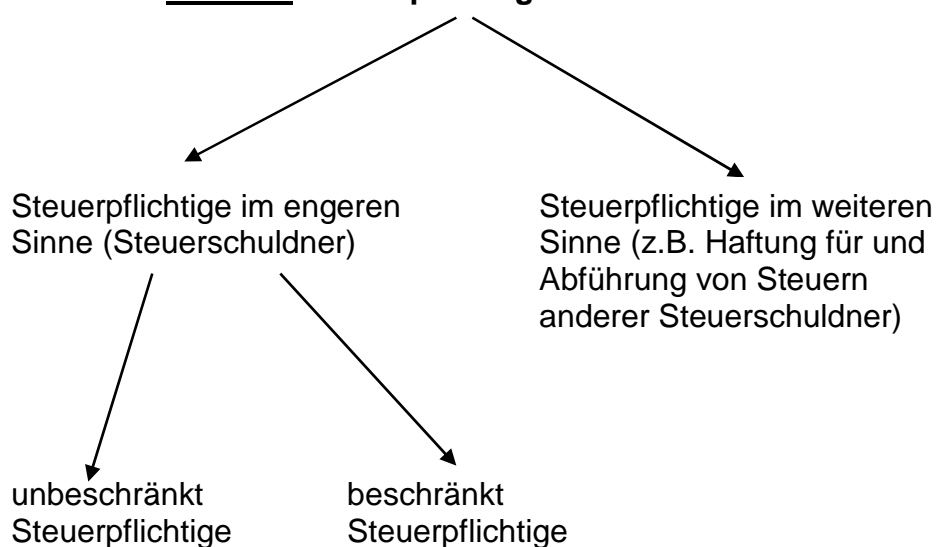 Steuerpflichtige im engeren
Sinne (Steuerschuldner)
Steuerpflichtige im weiteren
Sinne (z.B. Haftung für und
Abführung von Steuern
anderer Steuerschuldner)
unbeschränkt
Steuerpflichtige
beschränkt
Steuerpflichtige